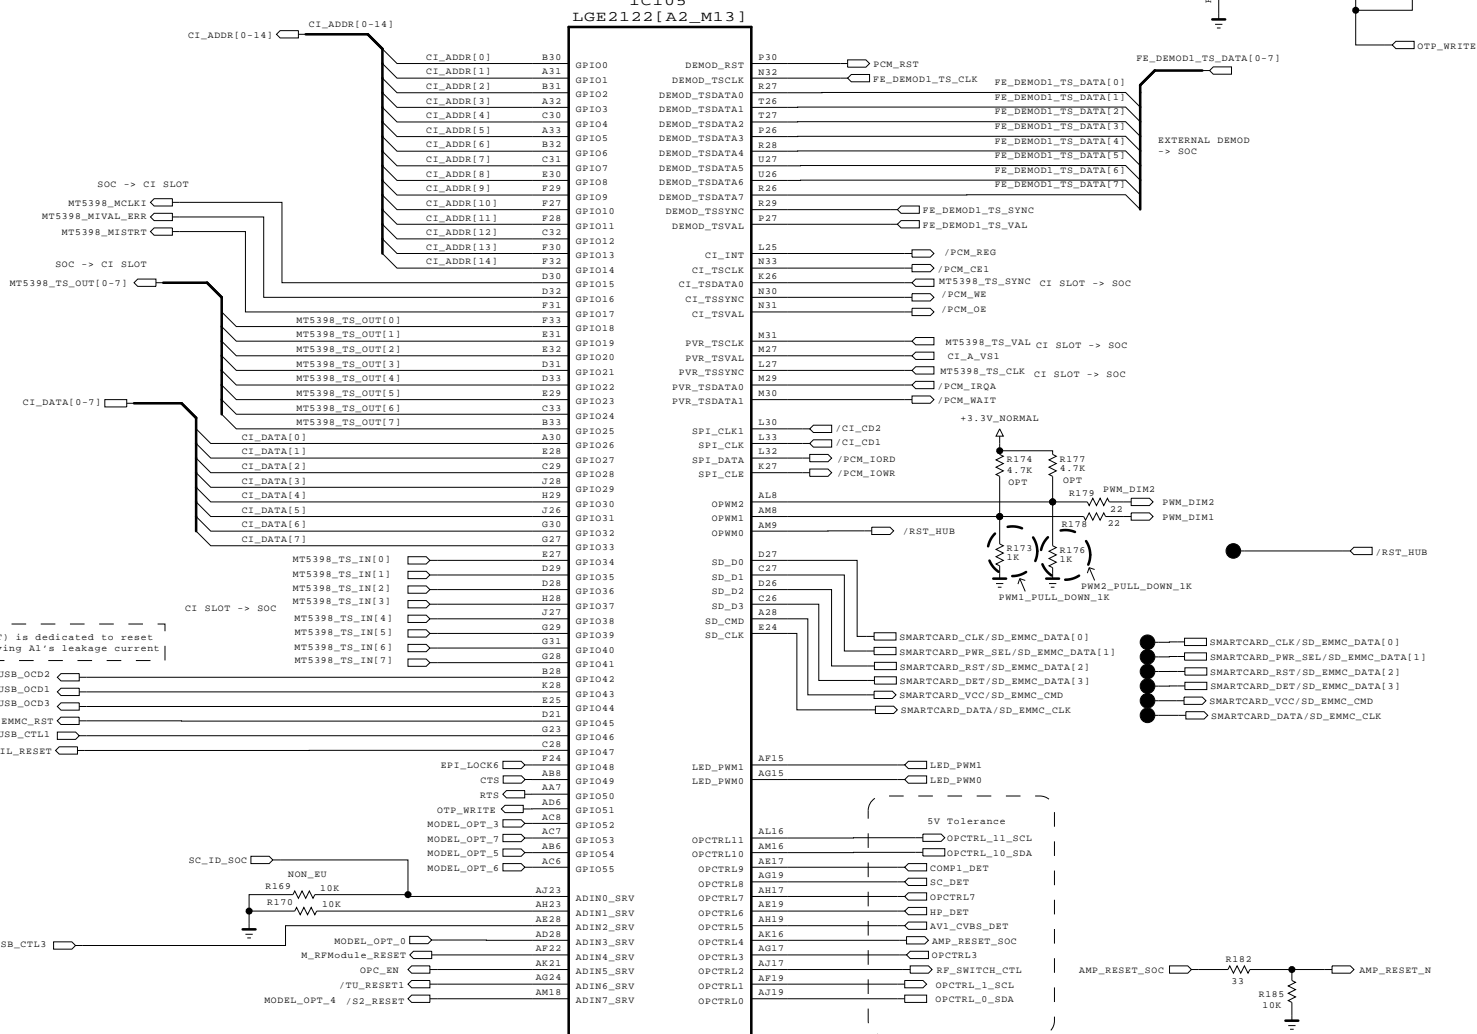 IC105
LGE2122[A2_M13]
CI_ADDR[0-14]
CI_ADDR[0-14]
CI_ADDR[0] B30 GPIO0
CI_ADDR[1] A31 GPIO1
CI_ADDR[2] B31 GPIO2
CI_ADDR[3] A32 GPIO3
CI_ADDR[4] C30 GPIO4
CI_ADDR[5] A33 GPIO5
CI_ADDR[6] B32 GPIO6
CI_ADDR[7] C31 GPIO7
CI_ADDR[8] E30 GPIO8
CI_ADDR[9] F29 GPIO9
CI_ADDR[10] F27 GPIO10
CI_ADDR[11] F28 GPIO11
CI_ADDR[12] C32 GPIO12
CI_ADDR[13] F30 GPIO13
CI_ADDR[14] F32 GPIO14
SOC -> CI SLOT
MT5398_MCLKI D30 GPIO15
MT5398_MIVAL_ERR D32 GPIO16
MT5398_MISTRT F31 GPIO17
SOC -> CI SLOT
MT5398_TS_OUT[0-7]
MT5398_TS_OUT[0] F33 GPIO18
MT5398_TS_OUT[1] E31 GPIO19
MT5398_TS_OUT[2] E32 GPIO20
MT5398_TS_OUT[3] D31 GPIO21
MT5398_TS_OUT[4] D33 GPIO22
MT5398_TS_OUT[5] E29 GPIO23
MT5398_TS_OUT[6] C33 GPIO24
MT5398_TS_OUT[7] B33 GPIO25
CI_DATA[0-7]
CI_DATA[0] A30 GPIO26
CI_DATA[1] E28 GPIO27
CI_DATA[2] C29 GPIO28
CI_DATA[3] J28 GPIO29
CI_DATA[4] H29 GPIO30
CI_DATA[5] J26 GPIO31
CI_DATA[6] G30 GPIO32
CI_DATA[7] G27 GPIO33
MT5398_TS_IN[0] E27 GPIO34
MT5398_TS_IN[1] D29 GPIO35
MT5398_TS_IN[2] D28 GPIO36
MT5398_TS_IN[3] H28 GPIO37
CI SLOT -> SOC
MT5398_TS_IN[4] J27 GPIO38
MT5398_TS_IN[5] G29 GPIO39
MT5398_TS_IN[6] G31 GPIO40
MT5398_TS_IN[7] G28 GPIO41
T) is dedicated to reset
ving A1's leakage current
USB_OCD2 B28 GPIO42
USB_OCD1 K28 GPIO43
USB_OCD3 E25 GPIO44
EMMC_RST D21 GPIO45
USB_CTL1 G23 GPIO46
IL_RESET C28 GPIO47
EPI_LOCK6 F24 GPIO48
CTS AB8 GPIO49
RTS AA7 GPIO50
OTP_WRITE AD6 GPIO51
MODEL_OPT_3 AC8 GPIO52
MODEL_OPT_7 AC7 GPIO53
MODEL_OPT_5 AB6 GPIO54
MODEL_OPT_6 AC6 GPIO55
SC_ID_SOC
NON_EU
R169 10K AJ23 ADIN0_SRV
R170 10K AH23 ADIN1_SRV
SB_CTL3 AE28 ADIN2_SRV
MODEL_OPT_0 AD28 ADIN3_SRV
M_RFModule_RESET AF22 ADIN4_SRV
OPC_EN AK21 ADIN5_SRV
/TU_RESET1 AG24 ADIN6_SRV
MODEL_OPT_4 /S2_RESET AM18 ADIN7_SRV
DEMOD_RST P30 PCM_RST
DEMOD_TSCLK N32 FE_DEMOD1_TS_CLK
FE_DEMOD1_TS_DATA[0-7]
DEMOD_TSDATA0 R27 FE_DEMOD1_TS_DATA[0]
DEMOD_TSDATA1 T26 FE_DEMOD1_TS_DATA[1]
DEMOD_TSDATA2 T27 FE_DEMOD1_TS_DATA[2]
DEMOD_TSDATA3 P26 FE_DEMOD1_TS_DATA[3]
DEMOD_TSDATA4 R28 FE_DEMOD1_TS_DATA[4]
DEMOD_TSDATA5 U27 FE_DEMOD1_TS_DATA[5]
DEMOD_TSDATA6 U26 FE_DEMOD1_TS_DATA[6]
DEMOD_TSDATA7 R26 FE_DEMOD1_TS_DATA[7]
EXTERNAL DEMOD
-> SOC
DEMOD_TSSYNC R29 FE_DEMOD1_TS_SYNC
DEMOD_TSVAL P27 FE_DEMOD1_TS_VAL
CI_INT L25 /PCM_REG
CI_TSCLK N33 /PCM_CE1
CI_TSDATA0 K26 MT5398_TS_SYNC CI SLOT -> SOC
CI_TSSYNC N30 /PCM_WE
CI_TSVAL N31 /PCM_OE
PVR_TSCLK M31 MT5398_TS_VAL CI SLOT -> SOC
PVR_TSVAL M27 CI_A_VS1
PVR_TSSYNC L27 MT5398_TS_CLK CI SLOT -> SOC
PVR_TSDATA0 M29 /PCM_IRQA
PVR_TSDATA1 M30 /PCM_WAIT
SPI_CLK1 L30 /CI_CD2
SPI_CLK L33 /CI_CD1
SPI_DATA L32 /PCM_IORD
SPI_CLE K27 /PCM_IOWR
+3.3V_NORMAL
R174 4.7K OPT
R177 4.7K OPT
OPWM2 AL8 R179 22 PWM_DIM2 PWM_DIM2
OPWM1 AM8 R178 22 PWM_DIM1
OPWM0 AM9 /RST_HUB
R173 1K
R176 1K
PWM2_PULL_DOWN_1K
PWM1_PULL_DOWN_1K
SD_D0 D27
SD_D1 C27
SD_D2 D26
SD_D3 C26
SD_CMD A28
SD_CLK E24
SMARTCARD_CLK/SD_EMMC_DATA[0]
SMARTCARD_PWR_SEL/SD_EMMC_DATA[1]
SMARTCARD_RST/SD_EMMC_DATA[2]
SMARTCARD_DET/SD_EMMC_DATA[3]
SMARTCARD_VCC/SD_EMMC_CMD
SMARTCARD_DATA/SD_EMMC_CLK
LED_PWM1 AF15 LED_PWM1
LED_PWM0 AG15 LED_PWM0
5V Tolerance
OPCTRL11 AL16 OPCTRL_11_SCL
OPCTRL10 AM16 OPCTRL_10_SDA
OPCTRL9 AE17 COMP1_DET
OPCTRL8 AG19 SC_DET
OPCTRL7 AH17 OPCTRL7
OPCTRL6 AE19 HP_DET
OPCTRL5 AH19 AV1_CVBS_DET
OPCTRL4 AK16 AMP_RESET_SOC
OPCTRL3 AG17 OPCTRL3
OPCTRL2 AJ17 RF_SWITCH_CTL
OPCTRL1 AF19 OPCTRL_1_SCL
OPCTRL0 AJ19 OPCTRL_0_SDA
OTP_WRITE
/RST_HUB
SMARTCARD_CLK/SD_EMMC_DATA[0]
SMARTCARD_PWR_SEL/SD_EMMC_DATA[1]
SMARTCARD_RST/SD_EMMC_DATA[2]
SMARTCARD_DET/SD_EMMC_DATA[3]
SMARTCARD_VCC/SD_EMMC_CMD
SMARTCARD_DATA/SD_EMMC_CLK
AMP_RESET_SOC R182 33 AMP_RESET_N
R185 10K